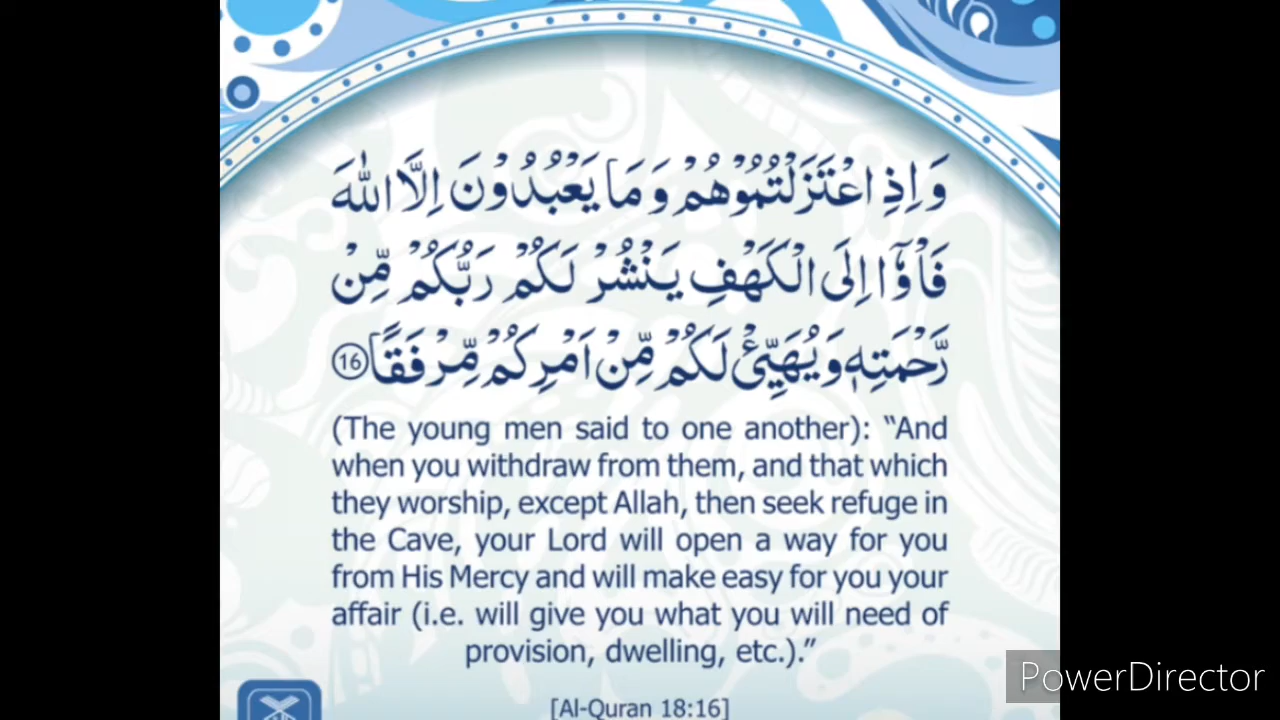 وَاِذِ اعْتَزَلْتُمُوْهُمْ وَمَا يَعْبُدُوْنَ اِلَّا اللّٰهَ
فَاْوٗۤا اِلَى الْكَهْفِ يَنْشُرْ لَكُمْ رَبُّكُمْ مِّنْ
رَّحْمَتِهٖ وَيُهَيِّئْ لَكُمْ مِّنْ اَمْرِكُمْ مِّرْفَقًا 16
(The young men said to one another): “And
when you withdraw from them, and that which
they worship, except Allah, then seek refuge in
the Cave, your Lord will open a way for you
from His Mercy and will make easy for you your
affair (i.e. will give you what you will need of
provision, dwelling, etc.).”
PowerDirector
[Al-Quran 18:16]